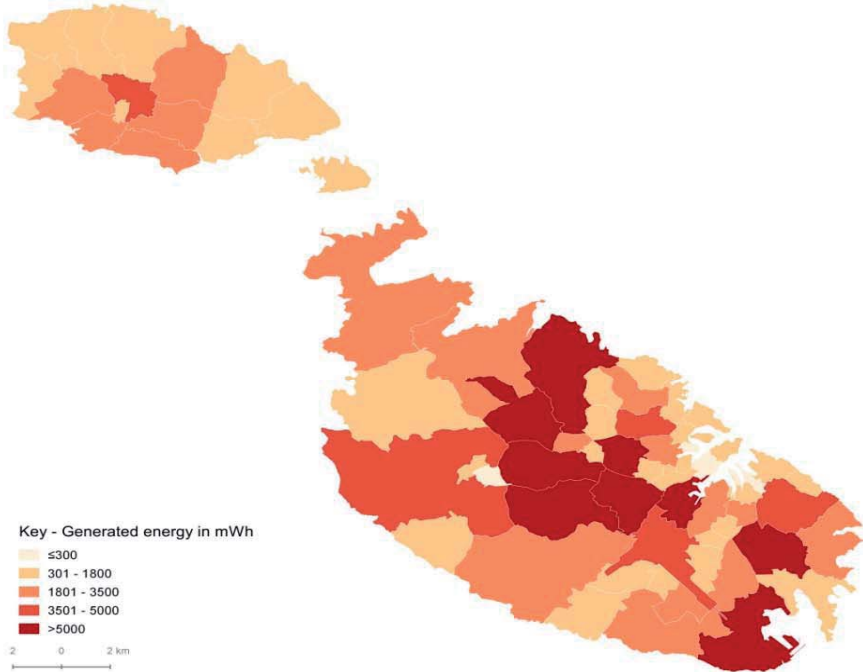 Key - Generated energy in mWh
≤300
301 - 1800
1801 - 3500
3501 - 5000
>5000
2 0 2 km